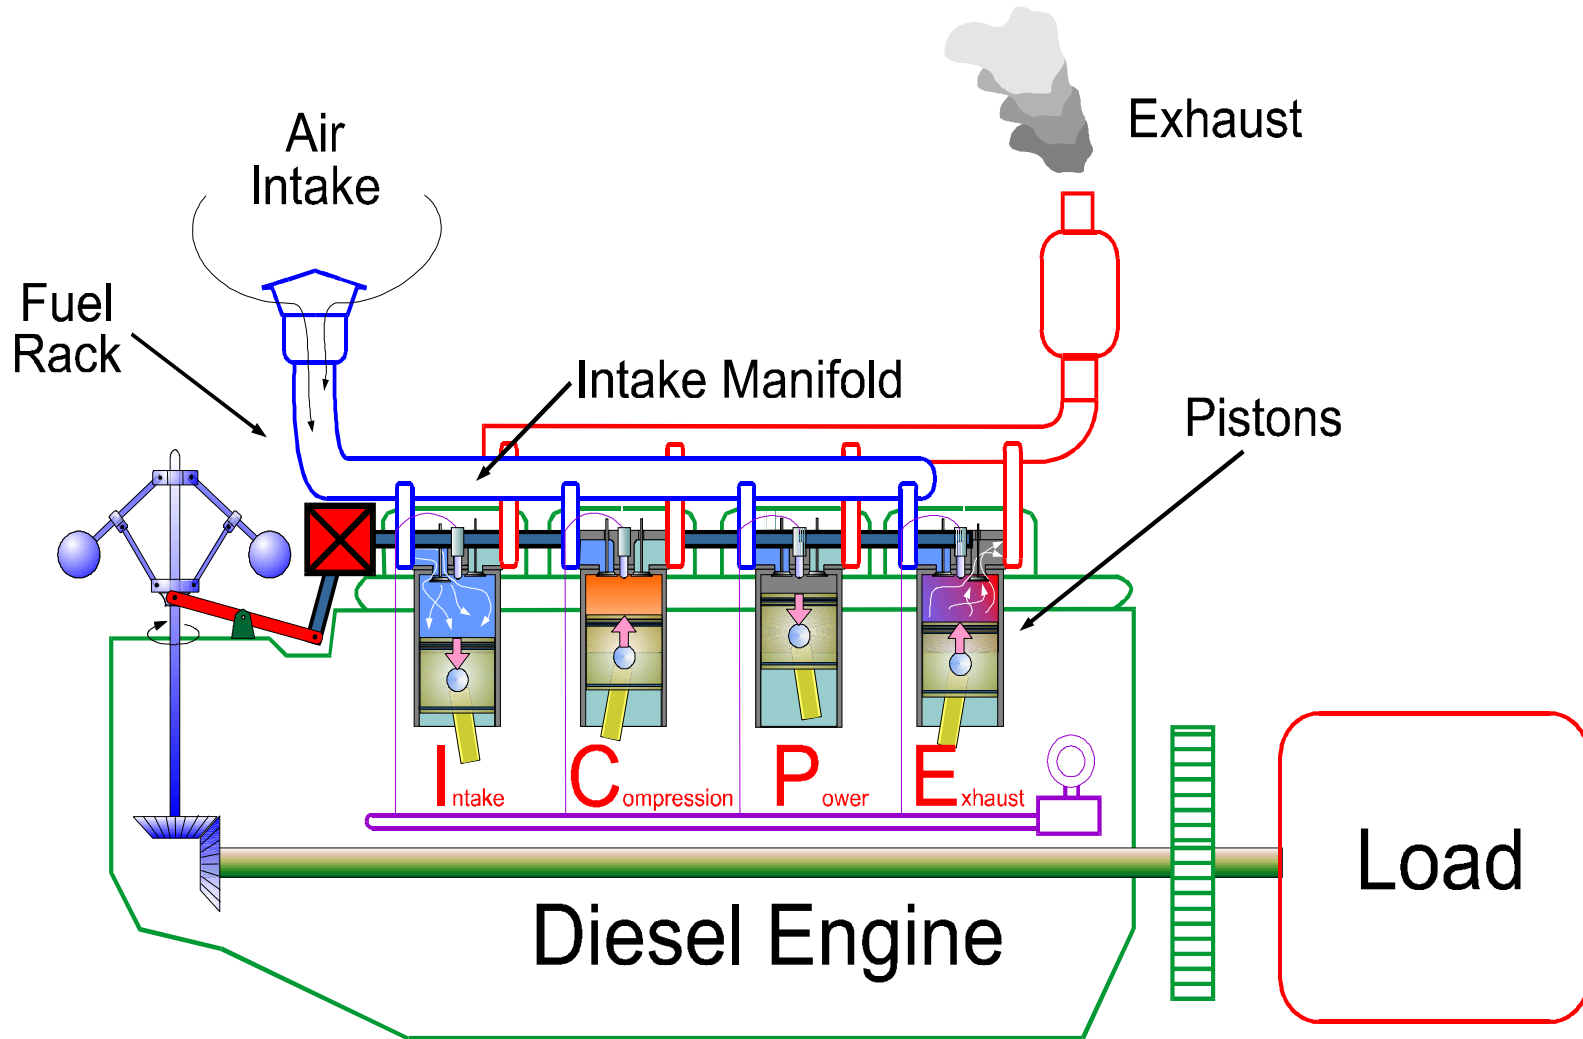 Air
Intake
Exhaust
Fuel
Rack
Intake Manifold
Pistons
Intake
Compression
Power
Exhaust
Load
Diesel Engine